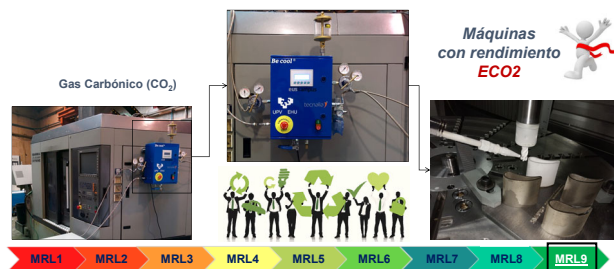 Máquinas
con rendimiento
ECO2
Gas Carbónico (CO₂)
Be cool
UPV EHU
tecnalia
MRL1 MRL2 MRL3 MRL4 MRL5 MRL6 MRL7 MRL8 MRL9